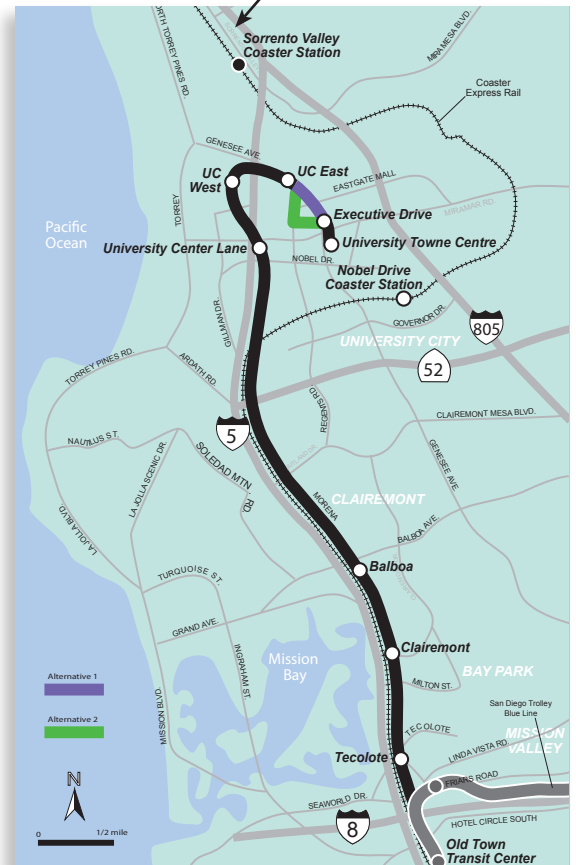 Sorrento Valley
Coaster Station
NORTH TORREY PINES RD.
MIRA MESA BLVD.
Coaster
Express Rail
GENESEE AVE.
UC
West
UC East
EASTGATE MALL
MIRAMAR RD.
TORREY
Executive Drive
Pacific
Ocean
University Center Lane
University Towne Centre
NOBEL DR.
Nobel Drive
Coaster Station
GILLMAN DR.
GOVERNOR DR.
805
UNIVERSITY CITY
52
TORREY PINES RD.
ARDATH RD.
REGENTS RD.
CLAIREMONT MESA BLVD.
5
NAUTILUS ST.
LA JOLLA SCENIC DR.
SOLEDAD MTN.
RD.
GENESEE AVE
LA JOLLA BLVD.
MORENA
CLAIREMONT
BALBOA AVE.
Balboa
TURQUOISE ST.
GRAND AVE.
INGRAHAM ST.
Clairemont
Mission
Bay
BAY PARK
MILTON ST.
Alternative 1
Alternative 2
MISSION BLVD.
San Diego Trolley
Blue Line
TECOLOTE
MISSION
VALLEY
LINDA VISTA RD.
Tecolote
N
FRIARS ROAD
SEAWORLD DR.
8
HOTEL CIRCLE SOUTH
0
1/2 mile
Old Town
Transit Center